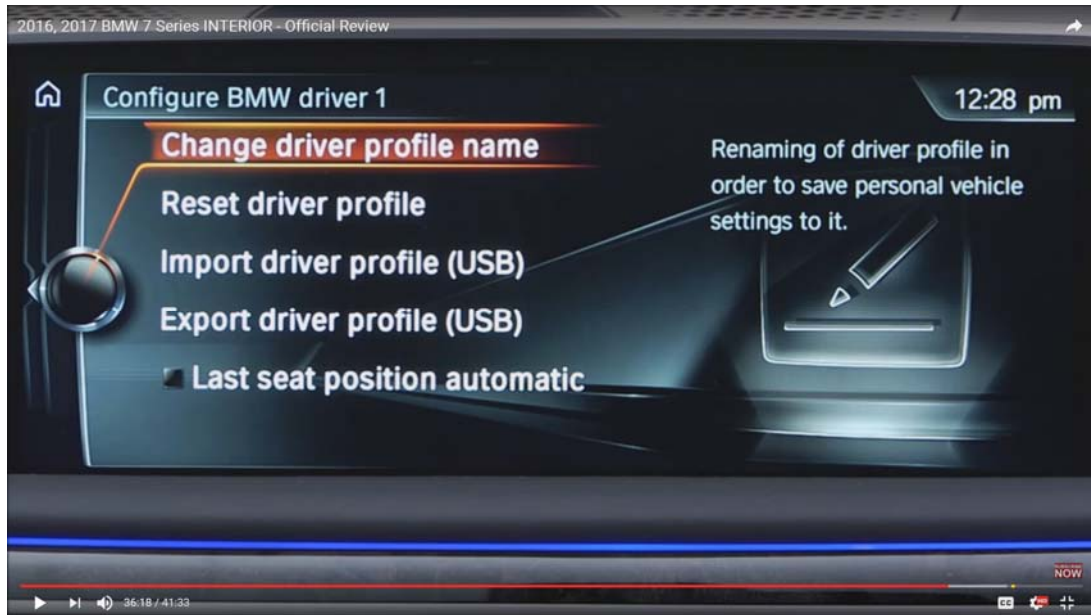 2016, 2017 BMW 7 Series INTERIOR - Official Review
Configure BMW driver 1
12:28 pm
Change driver profile name
Reset driver profile
Import driver profile (USB)
Export driver profile (USB)
Last seat position automatic
Renaming of driver profile in
order to save personal vehicle
settings to it.
NOW
36:18 / 41:33
CC